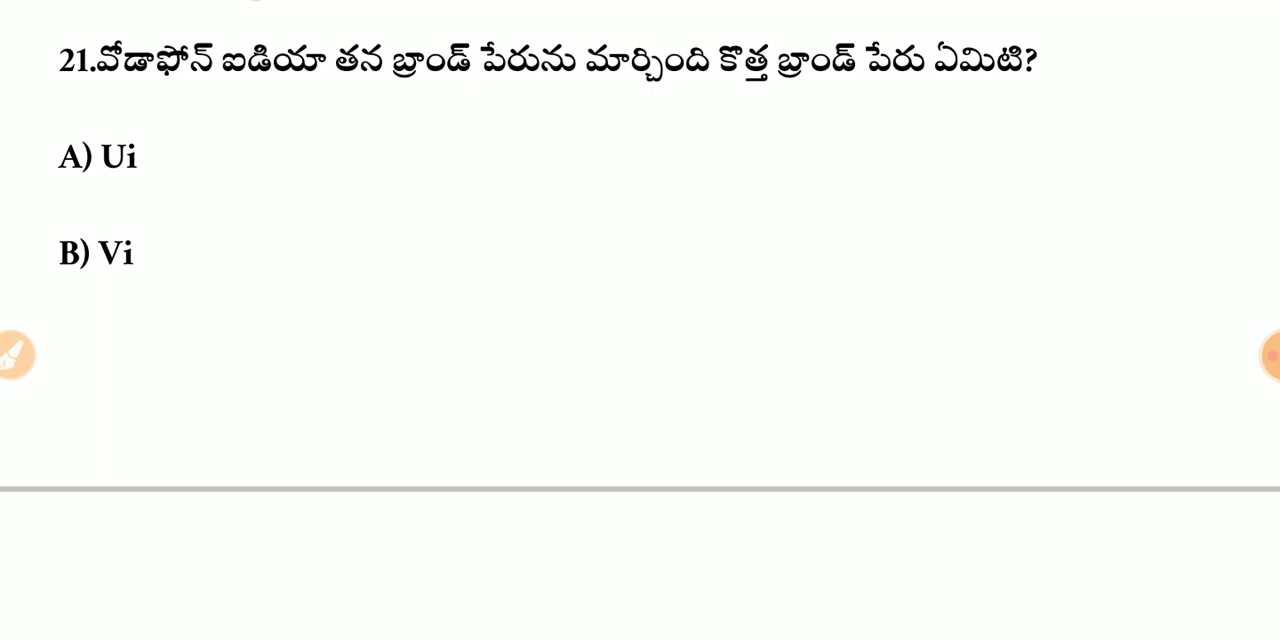 21.వోడాఫోన్ ఐడియా తన బ్రాండ్ పేరును మార్చింది కొత్త బ్రాండ్ పేరు ఏమిటి?
A) Ui
B) Vi